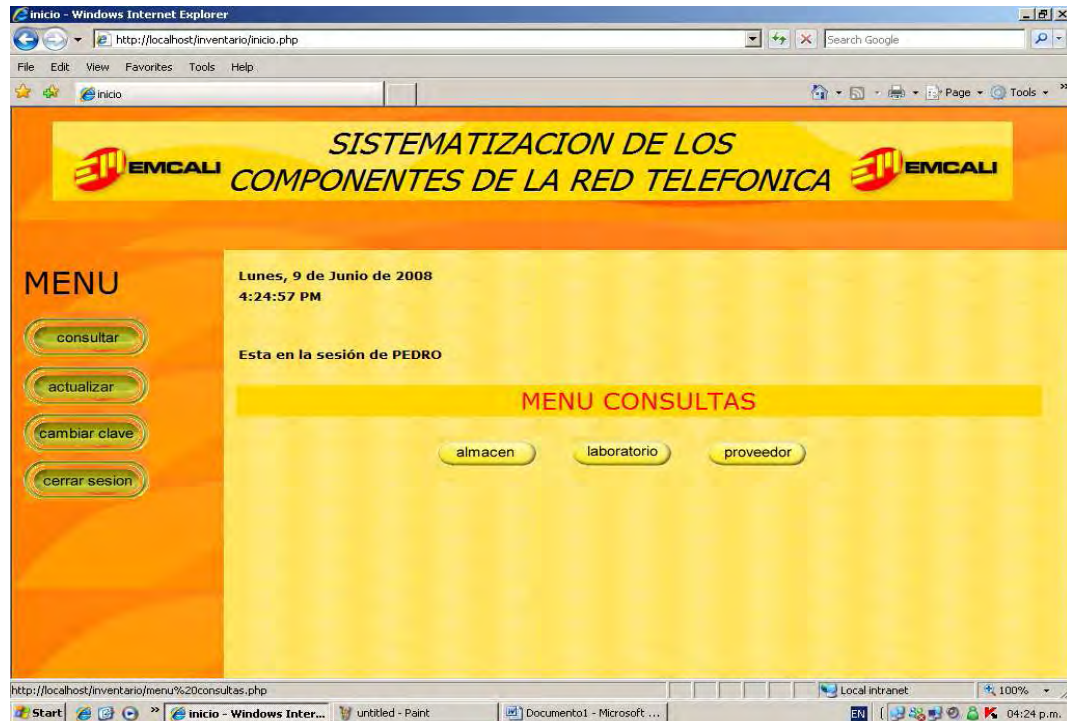 inicio - Windows Internet Explorer
http://localhost/inventario/inicio.php
Search Google
File Edit View Favorites Tools Help
inicio
Page Tools
SISTEMATIZACION DE LOS
COMPONENTES DE LA RED TELEFONICA
EMCALI
EMCALI
MENU
consultar
actualizar
cambiar clave
cerrar sesion
Lunes, 9 de Junio de 2008
4:24:57 PM
Esta en la sesión de PEDRO
MENU CONSULTAS
almacen laboratorio proveedor
http://localhost/inventario/menu%20consultas.php
Local intranet 100%
Start inicio - Windows Inter... untitled - Paint Documento1 - Microsoft ... EN 04:24 p.m.